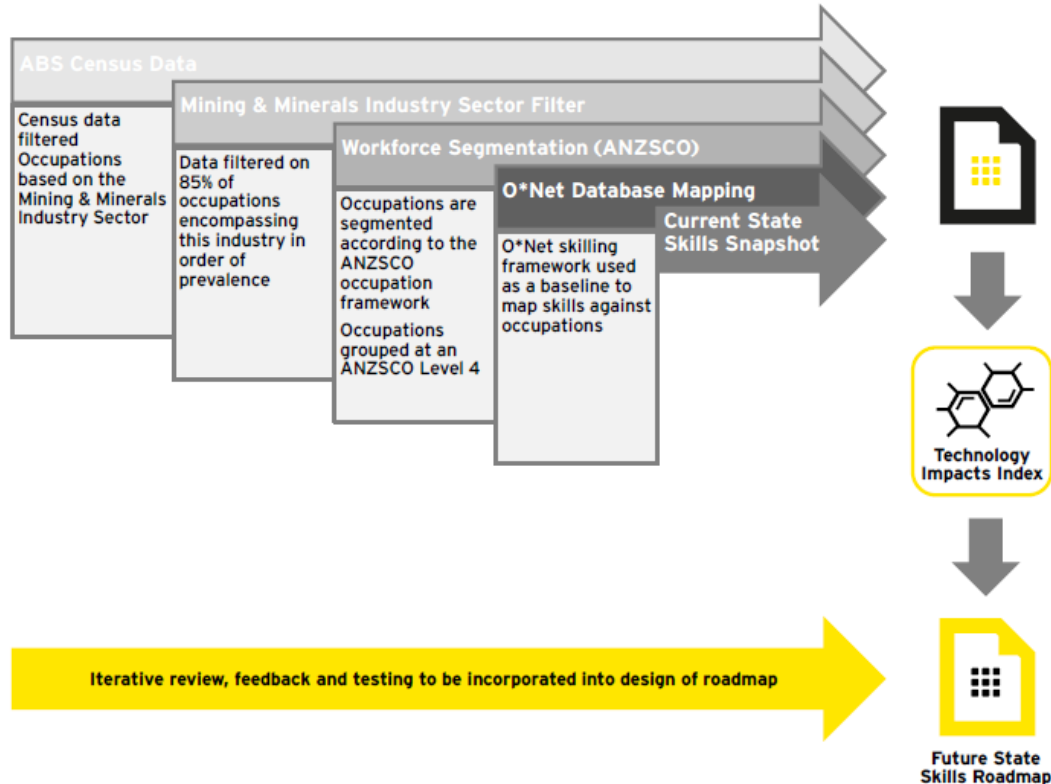 ABS Census Data
Census data
filtered
Occupations
based on the
Mining & Minerals
Industry Sector
Mining & Minerals Industry Sector Filter
Data filtered on
85% of
occupations
encompassing
this industry in
order of
prevalence
Workforce Segmentation (ANZSCO)
Occupations are
segmented
according to the
ANZSCO
occupation
framework
Occupations
grouped at an
ANZSCO Level 4
O*Net Database Mapping
O*Net skilling
framework used
as a baseline to
map skills against
occupations
Current State
Skills Snapshot
Technology
Impacts Index
Iterative review, feedback and testing to be incorporated into design of roadmap
Future State
Skills Roadmap